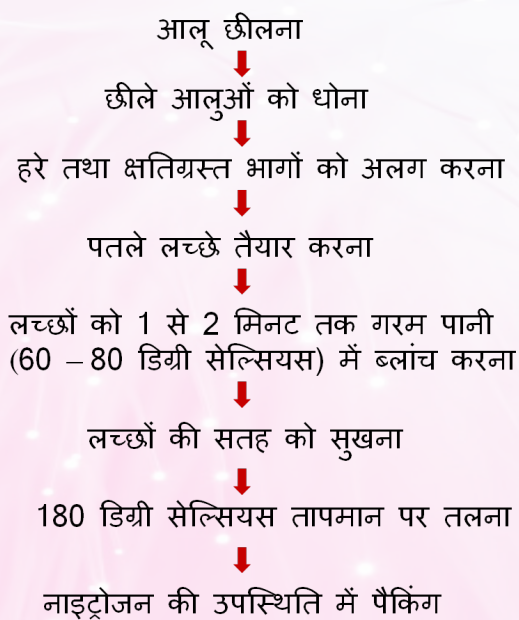 आलू छीलना
छीले आलुओं को धोना
हरे तथा क्षतिग्रस्त भागों को अलग करना
पतले लच्छे तैयार करना
लच्छों को 1 से 2 मिनट तक गरम पानी
(60 – 80 डिग्री सेल्सियस) में ब्लांच करना
लच्छों की सतह को सुखना
180 डिग्री सेल्सियस तापमान पर तलना
नाइट्रोजन की उपस्थिति में पैकिंग